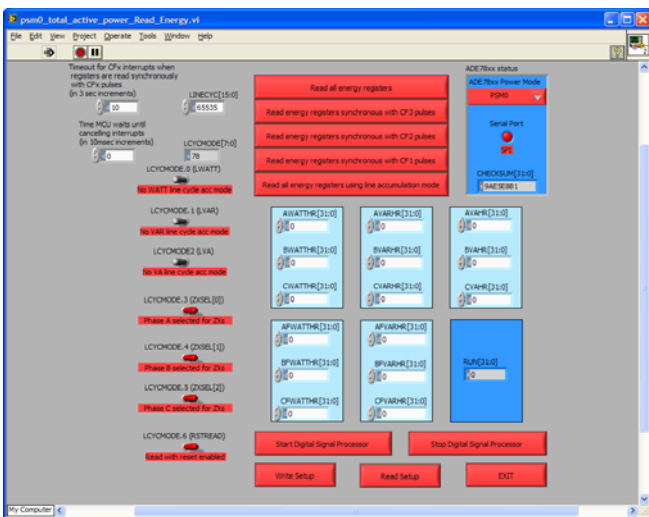 psm0_total_active_power_Read_Energy.vi
File Edit View Project Operate Tools Window Help
Timeout for CFx interrupts when
registers are read synchronously
with CFx pulses
(in 3 sec increments)
10
LINECYC[15:0]
65535
Time MCU waits until
cancelling interrupts
(in 10msec increments)
0
LCYCMODE[7:0]
78
LCYCMODE.0 (LWATT)
No WATT line cycle acc mode
LCYCMODE.1 (LVAR)
No VAR line cycle acc mode
LCYCMODE2 (LVA)
No VA line cycle acc mode
LCYCMODE.3 (ZXSEL[0])
Phase A selected for ZXs
LCYCMODE.4 (ZXSEL[1])
Phase B selected for ZXs
LCYCMODE.5 (ZXSEL[2])
Phase C selected for ZXs
LCYCMODE.6 (RSTREAD)
Read with reset enabled
Read all energy registers
Read energy registers synchronous with CF3 pulses
Read energy registers synchronous with CF2 pulses
Read energy registers synchronous with CF1 pulses
Read all energy registers using line accumulation mode
ADE78xx status
ADE78xx Power Mode
PSM0
Serial Port
SPI
CHECKSUM[31:0]
9AE5E8B1
AWATTHR[31:0]
0
BWATTHR[31:0]
0
CWATTHR[31:0]
0
AVARHR[31:0]
0
BVARHR[31:0]
0
CVARHR[31:0]
0
AVAHR[31:0]
0
BVAHR[31:0]
0
CVAHR[31:0]
0
AFWATTHR[31:0]
0
BFWATTHR[31:0]
0
CFWATTHR[31:0]
0
AFVARHR[31:0]
0
BFVARHR[31:0]
0
CFVARHR[31:0]
0
RUN[31:0]
0
Start Digital Signal Processor
Stop Digital Signal Processor
Write Setup
Read Setup
EXIT
My Computer